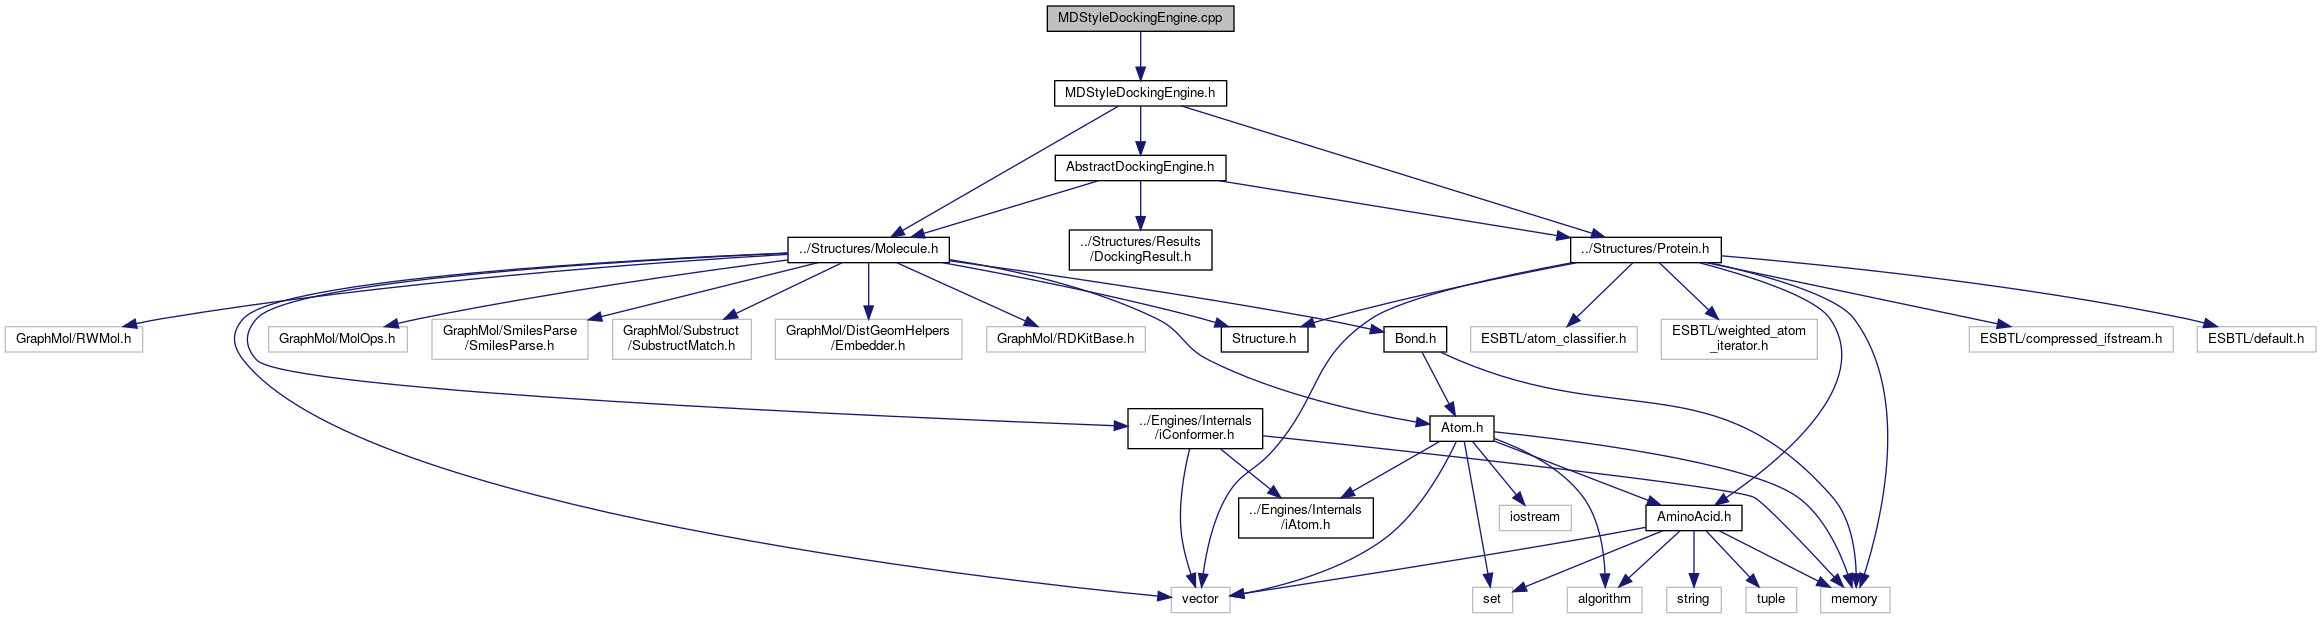 MDStyleDockingEngine.cpp
MDStyleDockingEngine.h
AbstractDockingEngine.h
../Structures/Molecule.h
../Structures/Results
/DockingResult.h
../Structures/Protein.h
GraphMol/RWMol.h
GraphMol/MolOps.h
GraphMol/SmilesParse
/SmilesParse.h
GraphMol/Substruct
/SubstructMatch.h
GraphMol/DistGeomHelpers
/Embedder.h
GraphMol/RDKitBase.h
Structure.h
Bond.h
ESBTL/atom_classifier.h
ESBTL/weighted_atom
_iterator.h
ESBTL/compressed_ifstream.h
ESBTL/default.h
../Engines/Internals
/iConformer.h
Atom.h
../Engines/Internals
/iAtom.h
iostream
AminoAcid.h
vector
set
algorithm
string
tuple
memory